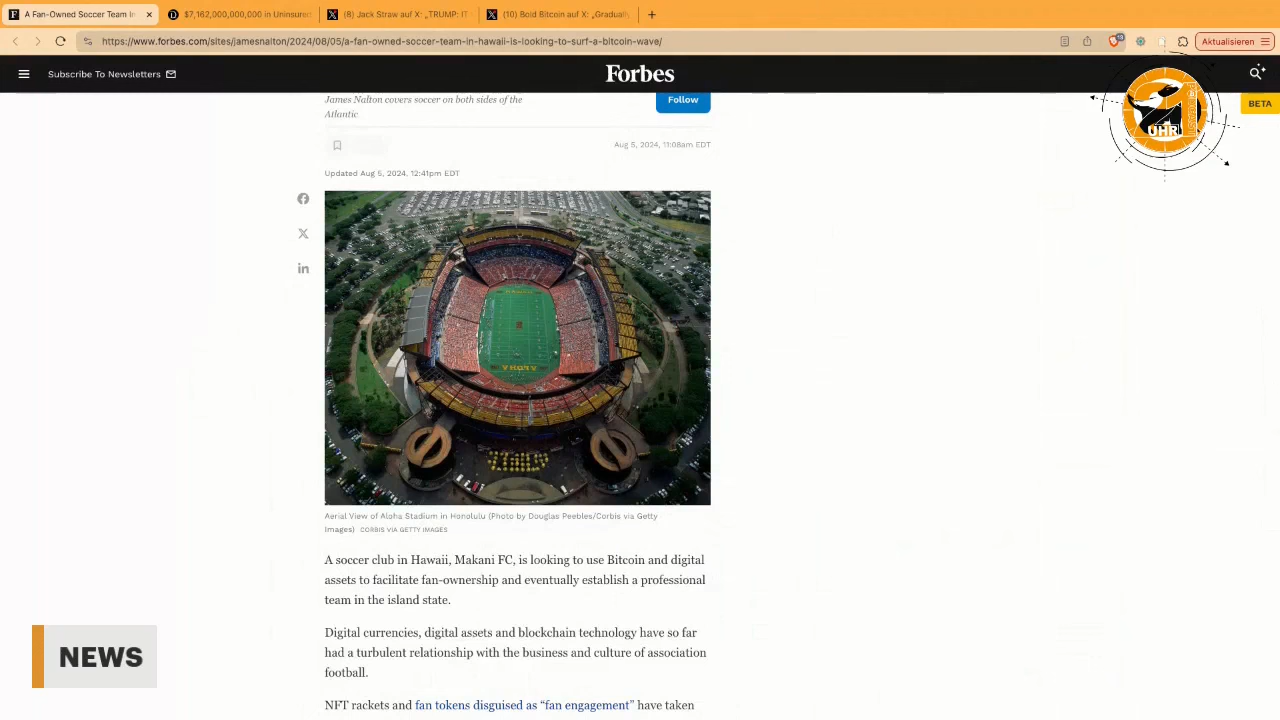 A Fan-Owned Soccer Team In
$7,162,000,000,000 in Uninsured
(8) Jack Straw auf X: „TRUMP: IT
(10) Bold Bitcoin auf X: „Gradually
https://www.forbes.com/sites/jamesnalton/2024/08/05/a-fan-owned-soccer-team-in-hawaii-is-looking-to-surf-a-bitcoin-wave/
Aktualisieren
Subscribe To Newsletters
Forbes
BETA
UHR
James Nalton covers soccer on both sides of the
Atlantic
Follow
Aug 5, 2024, 11:08am EDT
Updated Aug 5, 2024, 12:41pm EDT
Aerial View of Aloha Stadium in Honolulu (Photo by Douglas Peebles/Corbis via Getty
Images) CORBIS VIA GETTY IMAGES
A soccer club in Hawaii, Makani FC, is looking to use Bitcoin and digital
assets to facilitate fan-ownership and eventually establish a professional
team in the island state.
Digital currencies, digital assets and blockchain technology have so far
had a turbulent relationship with the business and culture of association
football.
NFT rackets and fan tokens disguised as “fan engagement” have taken
NEWS